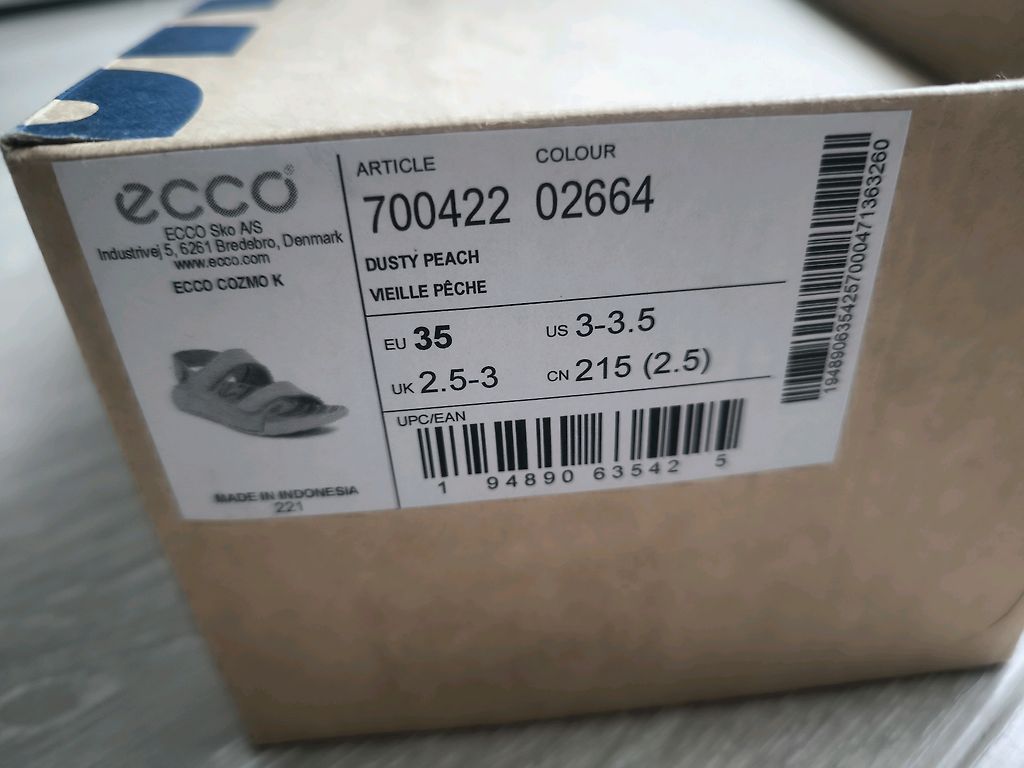 ecco®
ECCO Sko A/S
Industrivej 5, 6261 Bredebro, Denmark
www.ecco.com
ECCO COZMO K
MADE IN INDONESIA
221
ARTICLE COLOUR
700422 02664
DUSTY PEACH
VIEILLE PÊCHE
EU 35 US 3-3.5
UK 2.5-3 CN 215 (2.5)
UPC/EAN
1 94890 63542 5
1948906354257000471363260